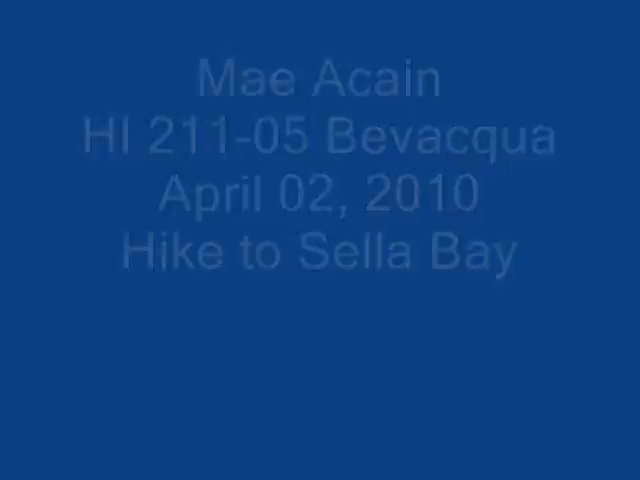 Mae Acain
HI 211-05 Bevacqua
April 02, 2010
Hike to Sella Bay